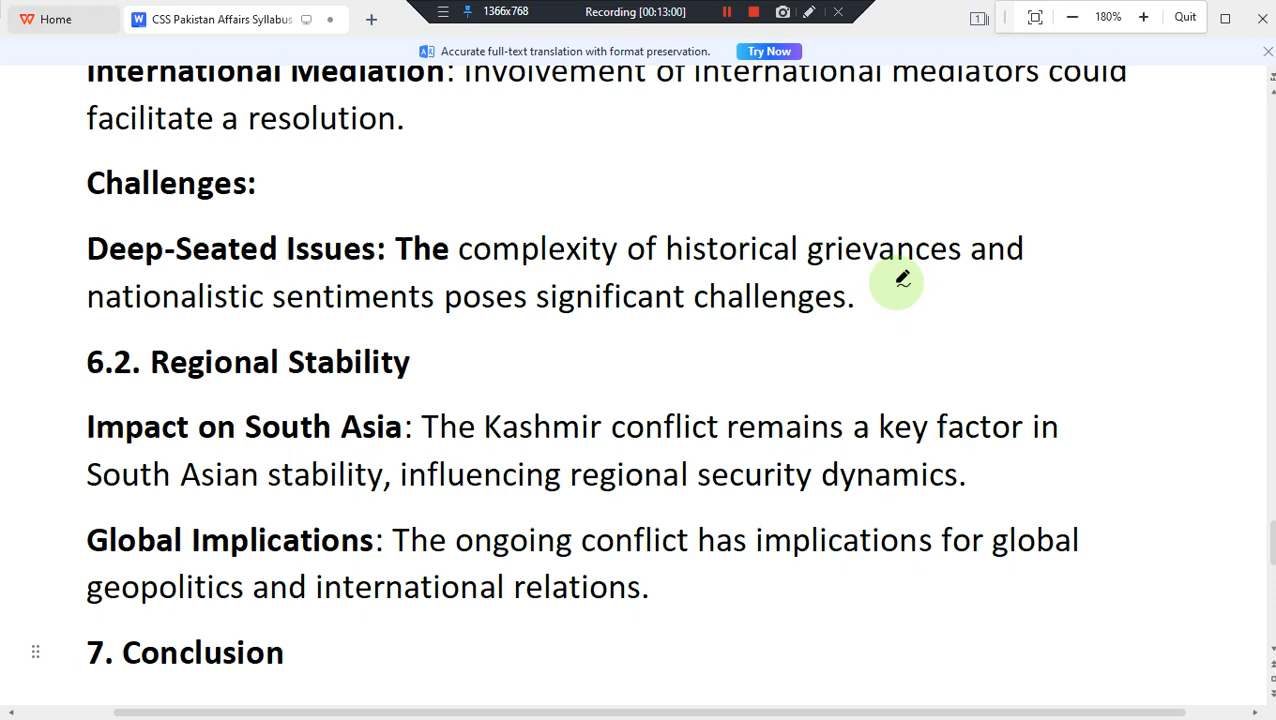 Home
CSS Pakistan Affairs Syllabus
1366x768
Recording [00:13:00]
1
180%
Quit
Accurate full-text translation with format preservation.
Try Now
International Mediation: Involvement of international mediators could
facilitate a resolution.
Challenges:
Deep-Seated Issues: The complexity of historical grievances and
nationalistic sentiments poses significant challenges.
6.2. Regional Stability
Impact on South Asia: The Kashmir conflict remains a key factor in
South Asian stability, influencing regional security dynamics.
Global Implications: The ongoing conflict has implications for global
geopolitics and international relations.
7. Conclusion